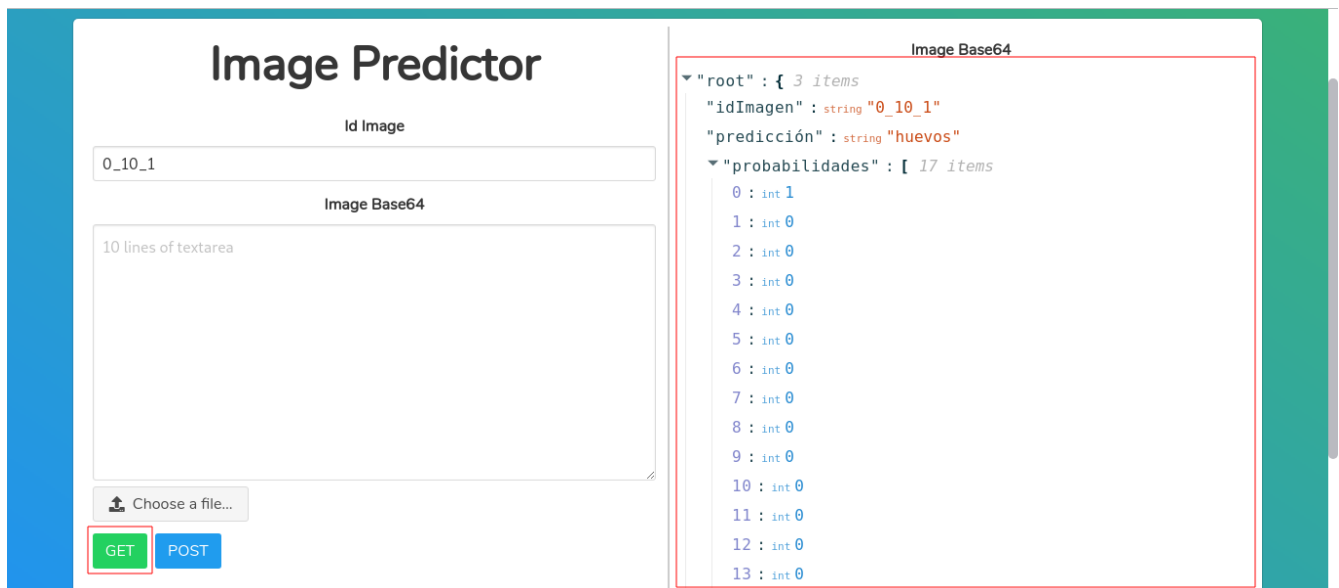 Image Predictor
Id Image
0_10_1
Image Base64
10 lines of textarea
Choose a file...
GET POST
Image Base64
"root" : { 3 items
"idImagen" : string "0_10_1"
"predicción" : string "huevos"
"probabilidades" : [ 17 items
0 : int 1
1 : int 0
2 : int 0
3 : int 0
4 : int 0
5 : int 0
6 : int 0
7 : int 0
8 : int 0
9 : int 0
10 : int 0
11 : int 0
12 : int 0
13 : int 0